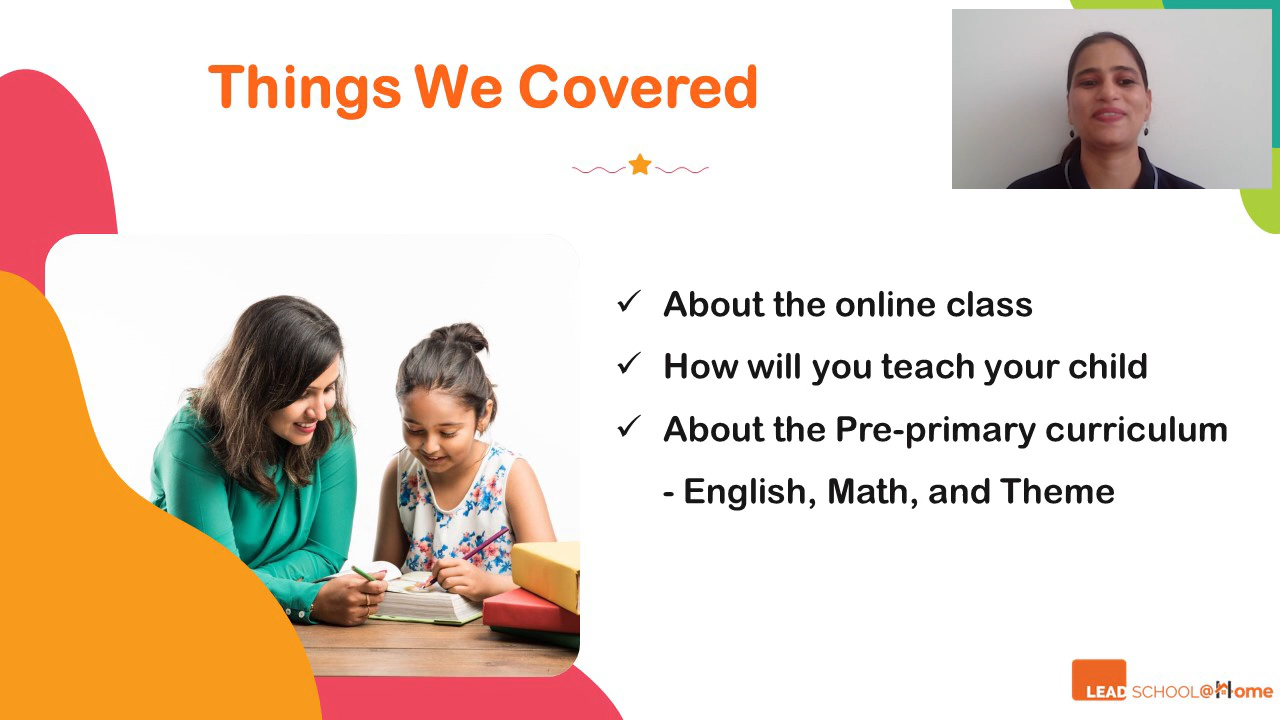 Things We Covered
✓ About the online class
✓ How will you teach your child
✓ About the Pre-primary curriculum
- English, Math, and Theme
LEAD SCHOOL@Home